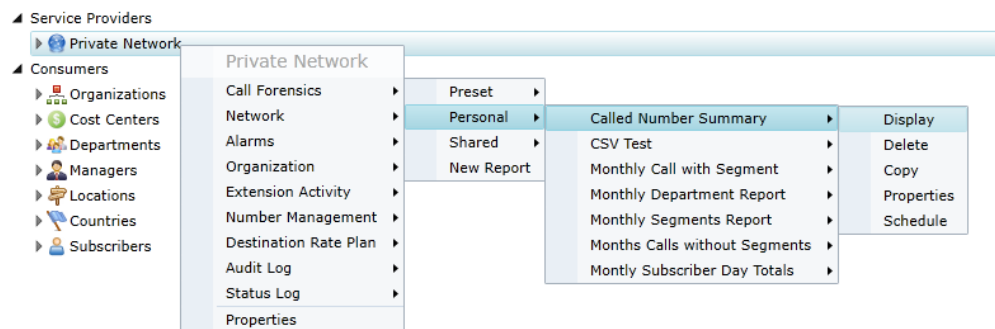 Service Providers
Private Network
Consumers
Organizations
Cost Centers
Departments
Managers
Locations
Countries
Subscribers
Private Network
Call Forensics
Network
Alarms
Organization
Extension Activity
Number Management
Destination Rate Plan
Audit Log
Status Log
Properties
Preset
Personal
Shared
New Report
Called Number Summary
CSV Test
Monthly Call with Segment
Monthly Department Report
Monthly Segments Report
Months Calls without Segments
Montly Subscriber Day Totals
Display
Delete
Copy
Properties
Schedule